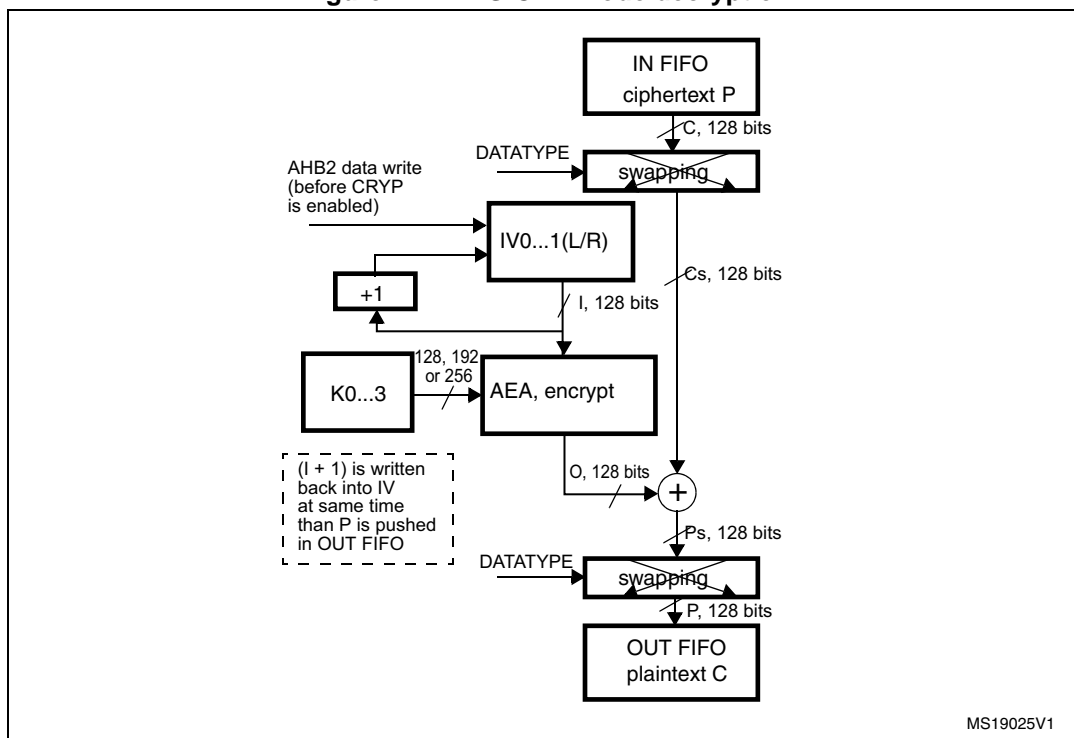 IN FIFO
ciphertext P
C, 128 bits
DATATYPE
swapping
AHB2 data write
(before CRYP
is enabled)
IV0...1(L/R)
Cs, 128 bits
+1
I, 128 bits
128, 192
or 256
K0...3
AEA, encrypt
(I + 1) is written
back into IV
at same time
than P is pushed
in OUT FIFO
O, 128 bits
+
Ps, 128 bits
DATATYPE
swapping
P, 128 bits
OUT FIFO
plaintext C
MS19025V1